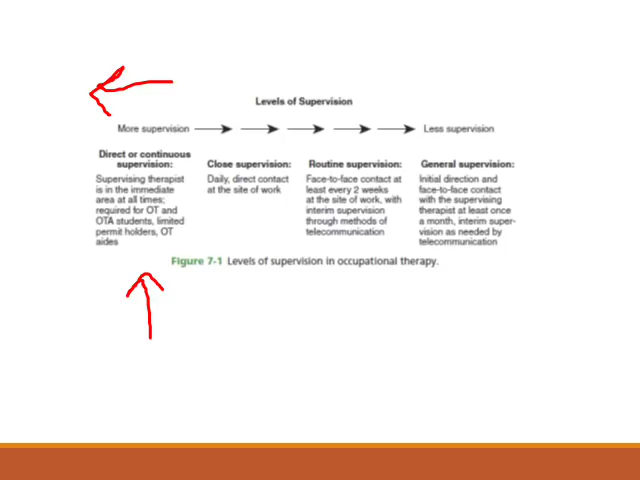 Levels of Supervision
More supervision
Less supervision
Direct or continuous
supervision:
Supervising therapist
is in the immediate
area at all times;
required for OT and
OTA students, limited
permit holders, OT
aides
Close supervision:
Daily, direct contact
at the site of work
Routine supervision:
Face-to-face contact at
least every 2 weeks
at the site of work, with
interim supervision
through methods of
telecommunication
General supervision:
Initial direction and
face-to-face contact
with the supervising
therapist at least once
a month, interim super-
vision as needed by
telecommunication
Figure 7-1 Levels of supervision in occupational therapy.